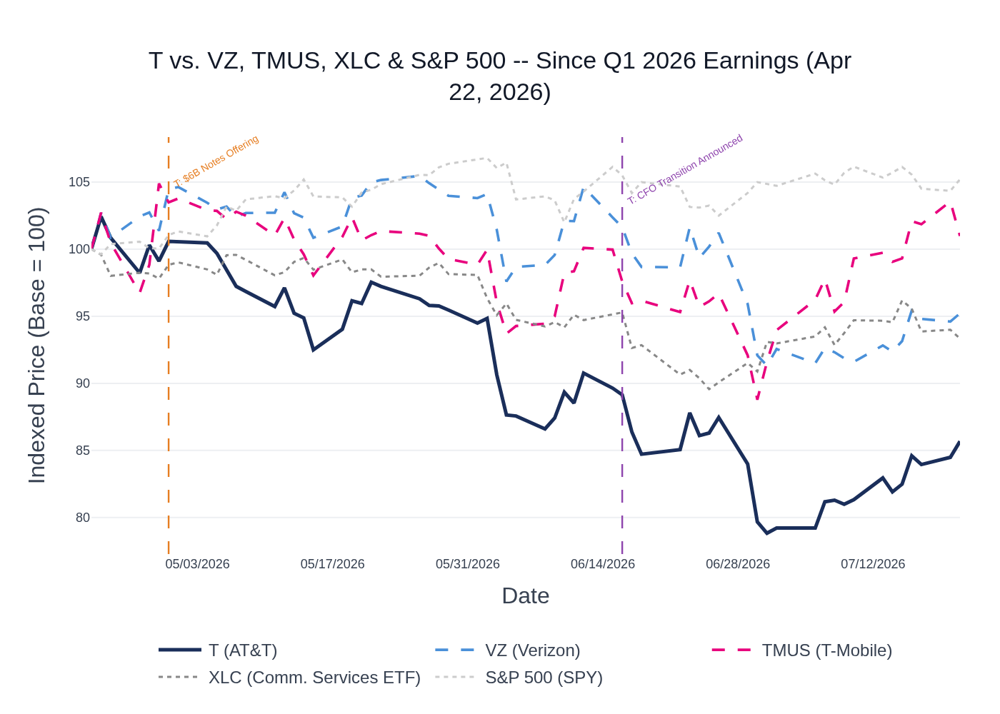 T vs. VZ, TMUS, XLC & S&P 500 -- Since Q1 2026 Earnings (Apr
22, 2026)
T: $6B Notes Offering
T: CFO Transition Announced
Indexed Price (Base = 100)
105
100
95
90
85
80
05/03/2026
05/17/2026
05/31/2026
06/14/2026
06/28/2026
07/12/2026
Date
T (AT&T)
VZ (Verizon)
TMUS (T-Mobile)
XLC (Comm. Services ETF)
S&P 500 (SPY)